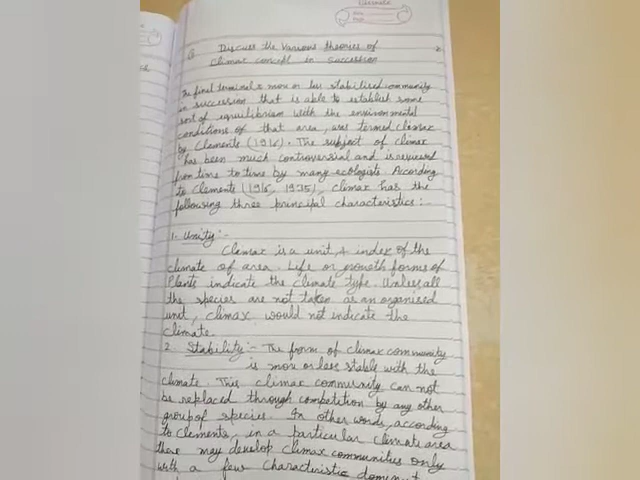 Discuss the Various theories of
Climax concept in Succession
The final terminal & more or less stabilised community
in succession that is able to establish some
sort of equilibrium with the environmental
conditions of that area, was termed climax
by Clements (1916). The subject of climax
has been much controversial and is reviewed
from time to time by many ecologists. According
to Clements (1916, 1935), climax has the
following three principal characteristics:-
1. Unity:-
Climax is a unit, & index of the
climate of area. Life or growth forms of
Plants indicate the climate type. Unless all
the species are not taken as an organised
unit, climax would not indicate the
climate.
2. Stability:- The form of climax community
is more or less stable with the
climate. This climax community can not
be replaced through competition by any other
group of species. In other words, according
to Clements, in a particular climate area
there may develop climax communities only
with a few characteristic dominant